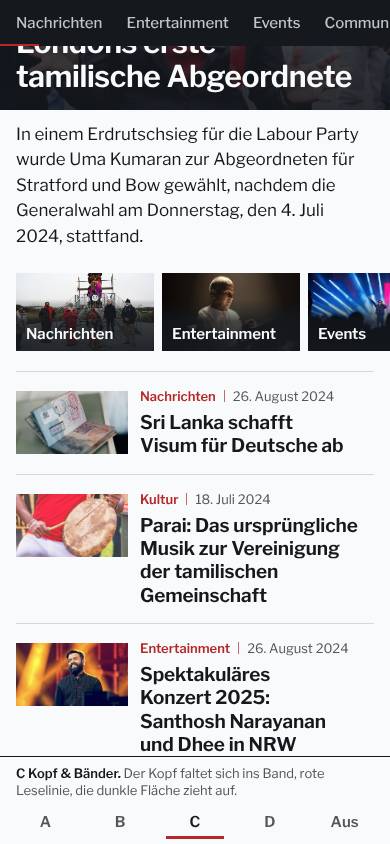 Nachrichten Entertainment Events Commun
Londons erste
tamilische Abgeordnete
In einem Erdrutschsieg für die Labour Party
wurde Uma Kumaran zur Abgeordneten für
Stratford und Bow gewählt, nachdem die
Generalwahl am Donnerstag, den 4. Juli
2024, stattfand.
Nachrichten Entertainment Events
Nachrichten | 26. August 2024
Sri Lanka schafft
Visum für Deutsche ab
Kultur | 18. Juli 2024
Parai: Das ursprüngliche
Musik zur Vereinigung
der tamilischen
Gemeinschaft
Entertainment | 26. August 2024
Spektakuläres
Konzert 2025:
Santhosh Narayanan
und Dhee in NRW
C Kopf & Bänder. Der Kopf faltet sich ins Band, rote
Leselinie, die dunkle Fläche zieht auf.
A B C D Aus